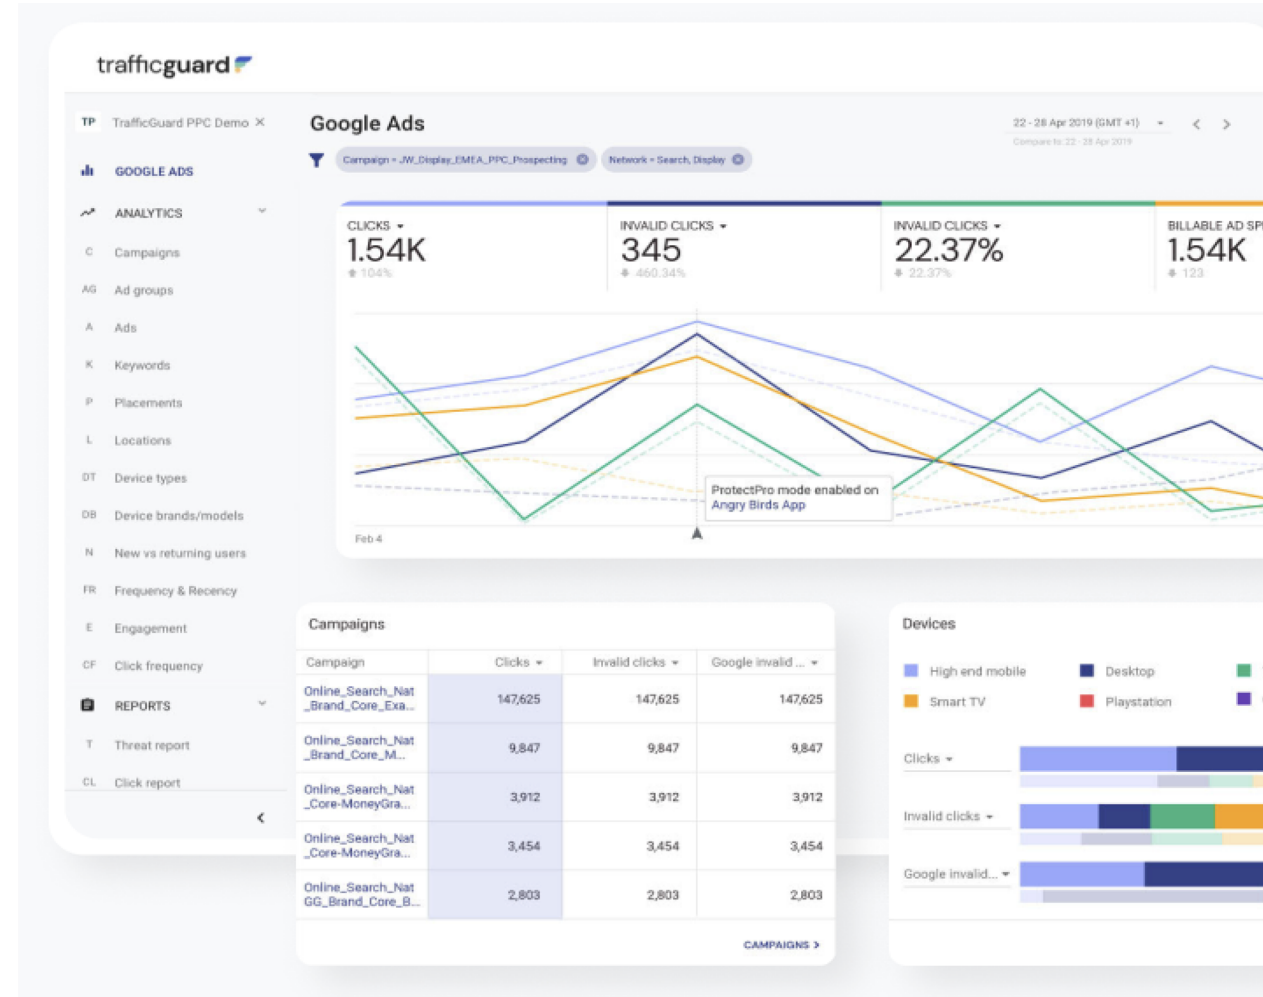 trafficguard
TP TrafficGuard PPC Demo ×
GOOGLE ADS
ANALYTICS
C Campaigns
AG Ad groups
A Ads
K Keywords
P Placements
L Locations
DT Device types
DB Device brands/models
N New vs returning users
FR Frequency & Recency
E Engagement
CF Click frequency
REPORTS
T Threat report
CL Click report
Google Ads
22 - 28 Apr 2019 (GMT +1)
Compare to: 22 - 28 Apr 2019
Campaign = JW_Display_EMEA_PPC_Prospecting
Network = Search, Display
CLICKS
1.54K
104%
INVALID CLICKS
345
460.34%
INVALID CLICKS
22.37%
22.37%
BILLABLE AD SP
1.54K
123
ProtectPro mode enabled on
Angry Birds App
Feb 4
Campaigns
Campaign Clicks Invalid clicks Google invalid ...
Online_Search_Nat
_Brand_Core_Exa... 147,625 147,625 147,625
Online_Search_Nat
_Brand_Core_M... 9,847 9,847 9,847
Online_Search_Nat
_Core-MoneyGra... 3,912 3,912 3,912
Online_Search_Nat
_Core-MoneyGra... 3,454 3,454 3,454
Online_Search_Nat
GG_Brand_Core_B... 2,803 2,803 2,803
CAMPAIGNS >
Devices
High end mobile Desktop
Smart TV Playstation
Clicks
Invalid clicks
Google invalid...